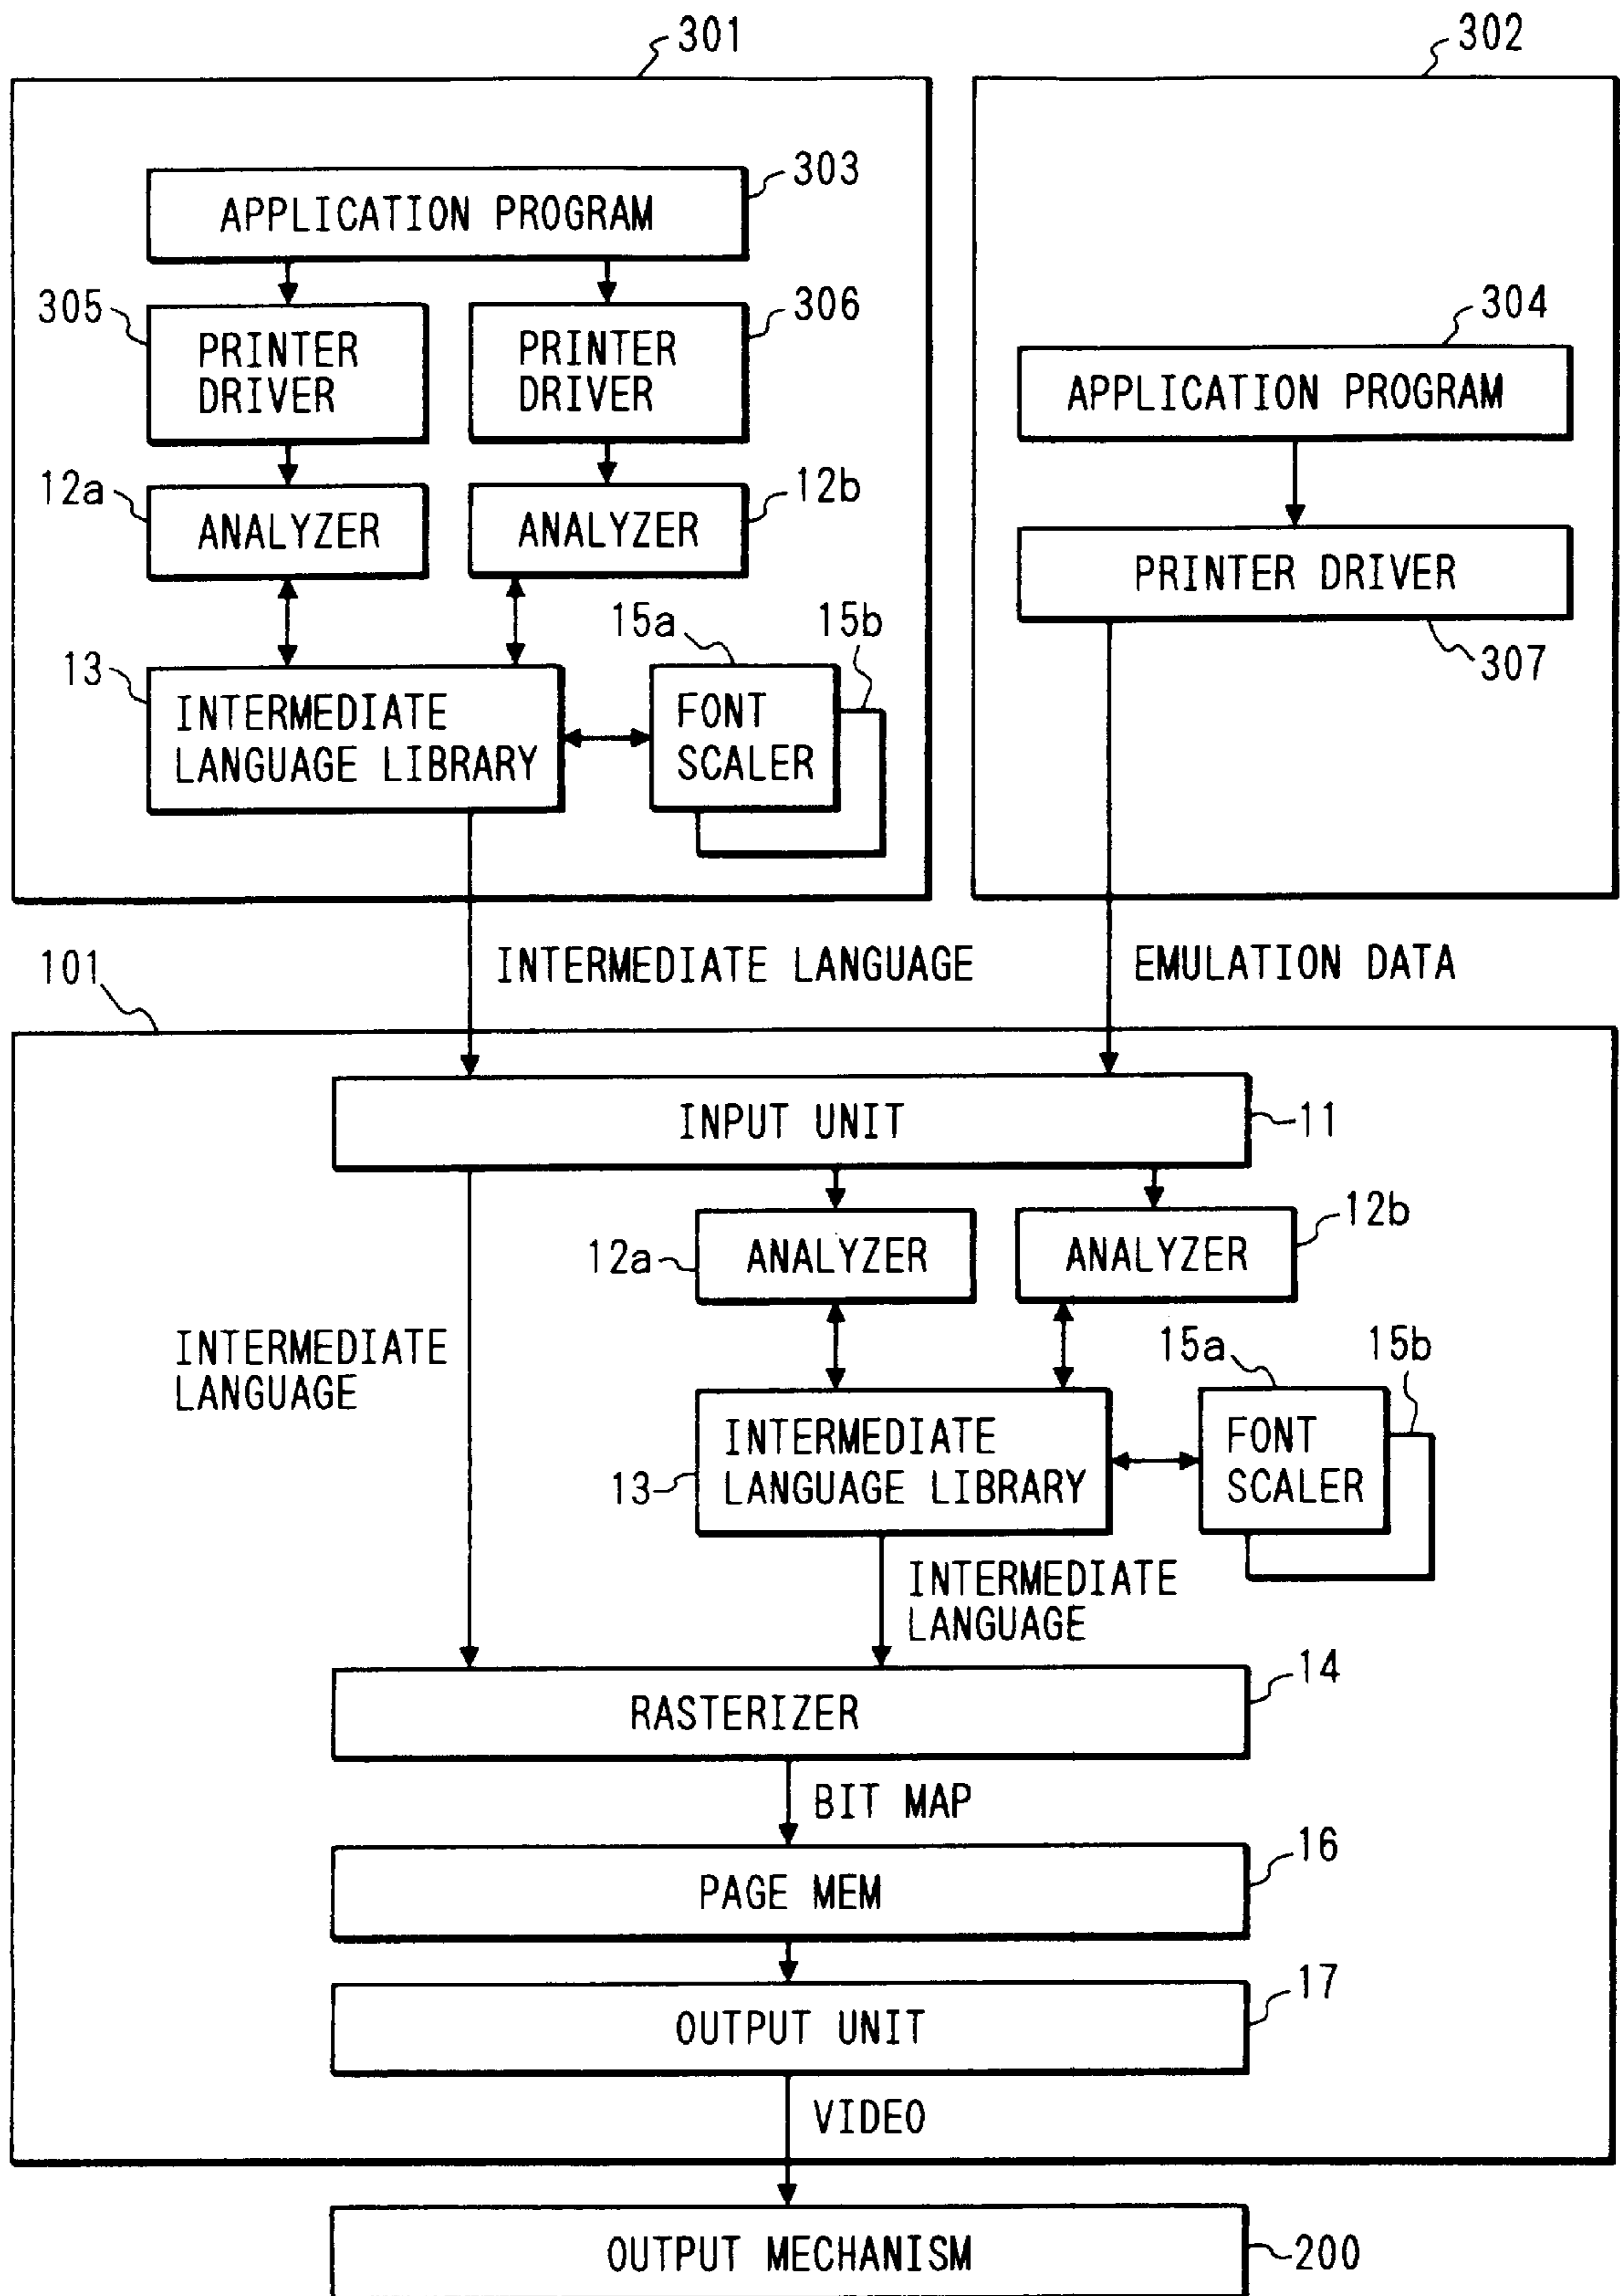 301
302
303
APPLICATION PROGRAM
305
PRINTER
DRIVER
306
PRINTER
DRIVER
304
APPLICATION PROGRAM
12a
ANALYZER
12b
ANALYZER
PRINTER DRIVER
307
15a
15b
13
INTERMEDIATE
LANGUAGE LIBRARY
FONT
SCALER
101
INTERMEDIATE LANGUAGE
EMULATION DATA
INPUT UNIT
11
12a
ANALYZER
12b
ANALYZER
INTERMEDIATE
LANGUAGE
15a
15b
13
INTERMEDIATE
LANGUAGE LIBRARY
FONT
SCALER
INTERMEDIATE
LANGUAGE
14
RASTERIZER
BIT MAP
16
PAGE MEM
17
OUTPUT UNIT
VIDEO
OUTPUT MECHANISM
200